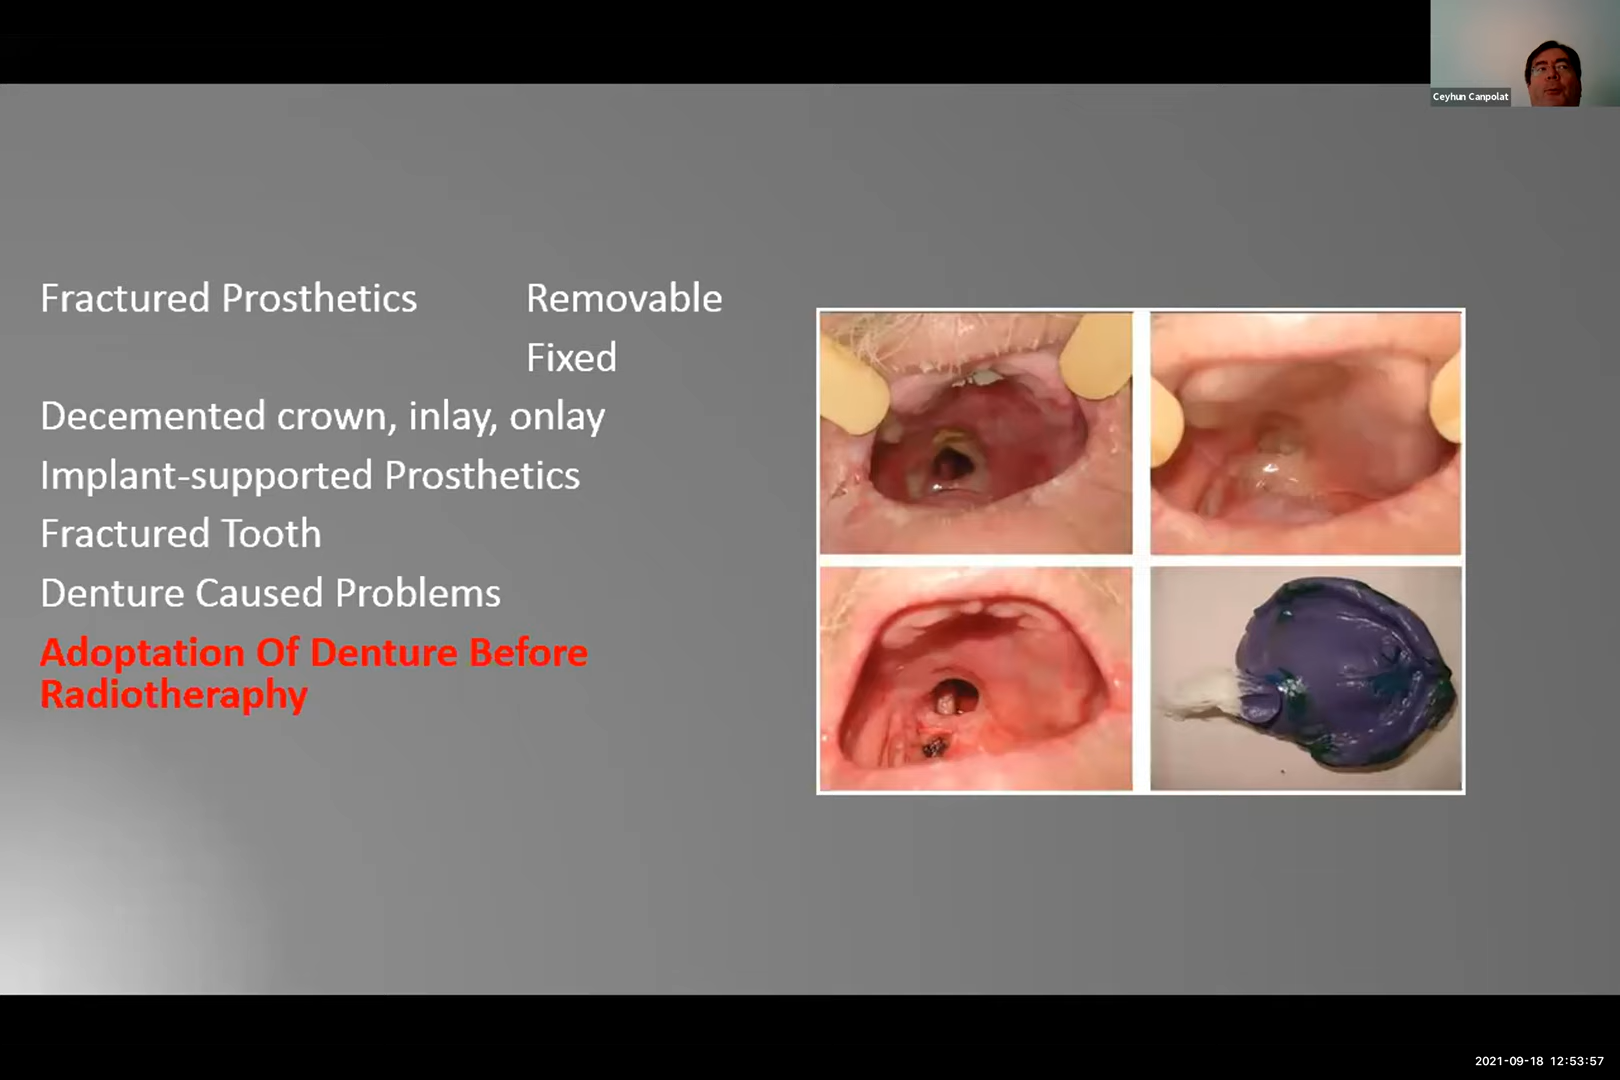 Ceyhun Canpolat
Fractured Prosthetics Removable
Fixed
Decemented crown, inlay, onlay
Implant-supported Prosthetics
Fractured Tooth
Denture Caused Problems
Adoptation Of Denture Before
Radiotheraphy
2021-09-18 12:53:57